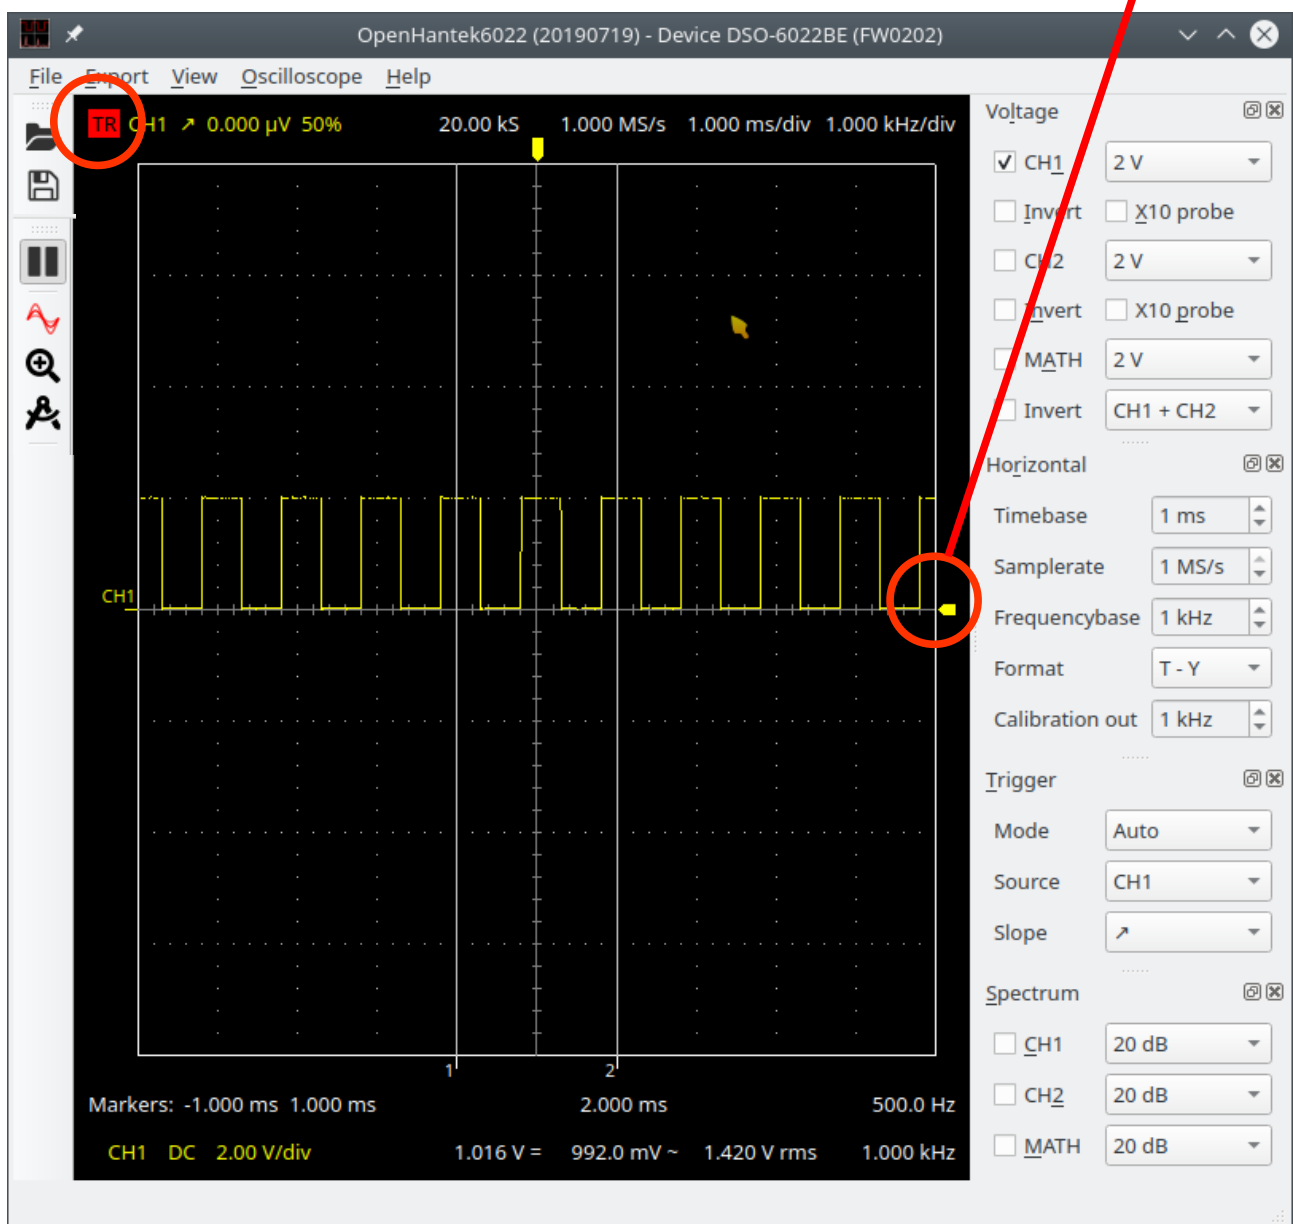 OpenHantek6022 (20190719) - Device DSO-6022BE (FW0202)
File Export View Oscilloscope Help
TR CH1 ↗ 0.000 µV 50% 20.00 kS 1.000 MS/s 1.000 ms/div 1.000 kHz/div
CH1
1 2
Markers: -1.000 ms 1.000 ms 2.000 ms 500.0 Hz
CH1 DC 2.00 V/div 1.016 V = 992.0 mV ~ 1.420 V rms 1.000 kHz
Voltage
CH1 2 V
Invert X10 probe
CH2 2 V
Invert X10 probe
MATH 2 V
Invert CH1 + CH2
Horizontal
Timebase 1 ms
Samplerate 1 MS/s
Frequencybase 1 kHz
Format T - Y
Calibration out 1 kHz
Trigger
Mode Auto
Source CH1
Slope ↗
Spectrum
CH1 20 dB
CH2 20 dB
MATH 20 dB